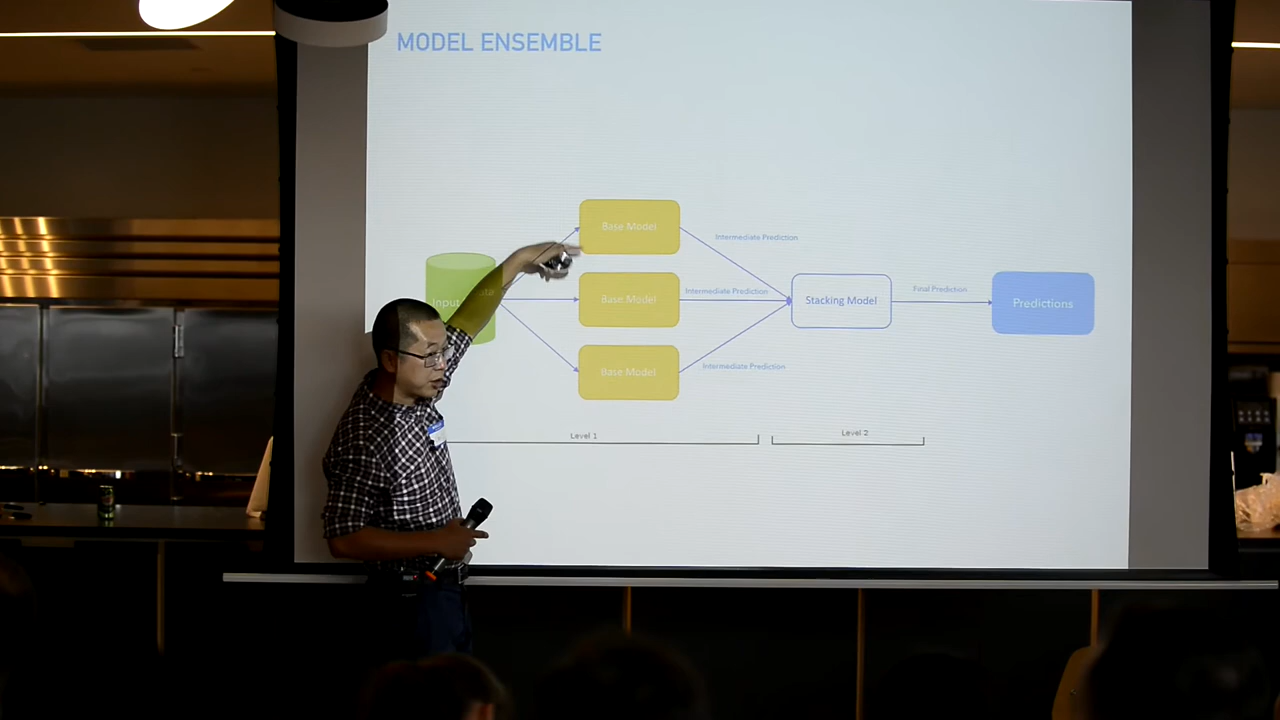 MODEL ENSEMBLE
Base Model
Intermediate Prediction
Input Data
Base Model
Intermediate Prediction
Stacking Model
Final Prediction
Predictions
Base Model
Intermediate Prediction
Level 1
Level 2